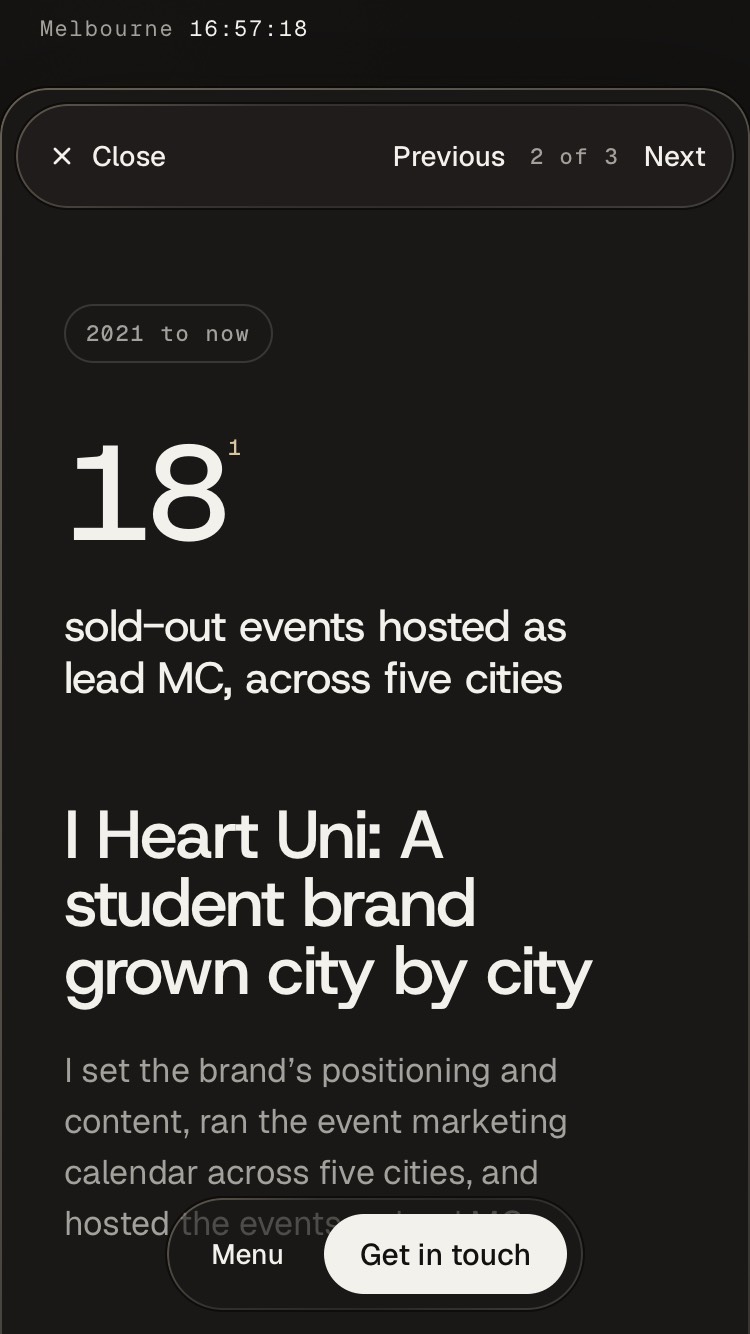 Melbourne 16:57:18
× Close Previous 2 of 3 Next
2021 to now
18 1
sold-out events hosted as
lead MC, across five cities
I Heart Uni: A
student brand
grown city by city
I set the brand’s positioning and
content, ran the event marketing
calendar across five cities, and
hosted the events
Menu Get in touch